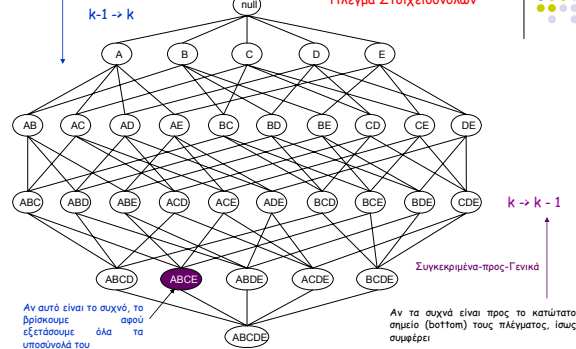 Πλέγμα Στοιχειοσυνόλων
k-1 -> k
null
A B C D E
AB AC AD AE BC BD BE CD CE DE
ABC ABD ABE ACD ACE ADE BCD BCE BDE CDE
k -> k - 1
ABCD ABCE ABDE ACDE BCDE
Συγκεκριμένα-προς-Γενικά
Αν αυτό είναι το συχνό, το
βρίσκουμε αφού
εξετάσουμε όλα τα
υποσύνολά του
ABCDE
Αν τα συχνά είναι προς το κατώτατο
σημείο (bottom) τους πλέγματος, ίσως
συμφέρει